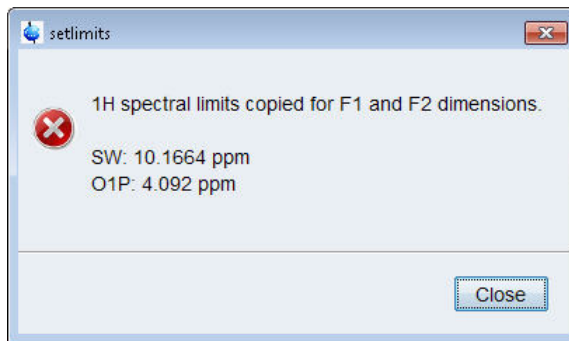 setlimits
1H spectral limits copied for F1 and F2 dimensions.
SW: 10.1664 ppm
O1P: 4.092 ppm
Close